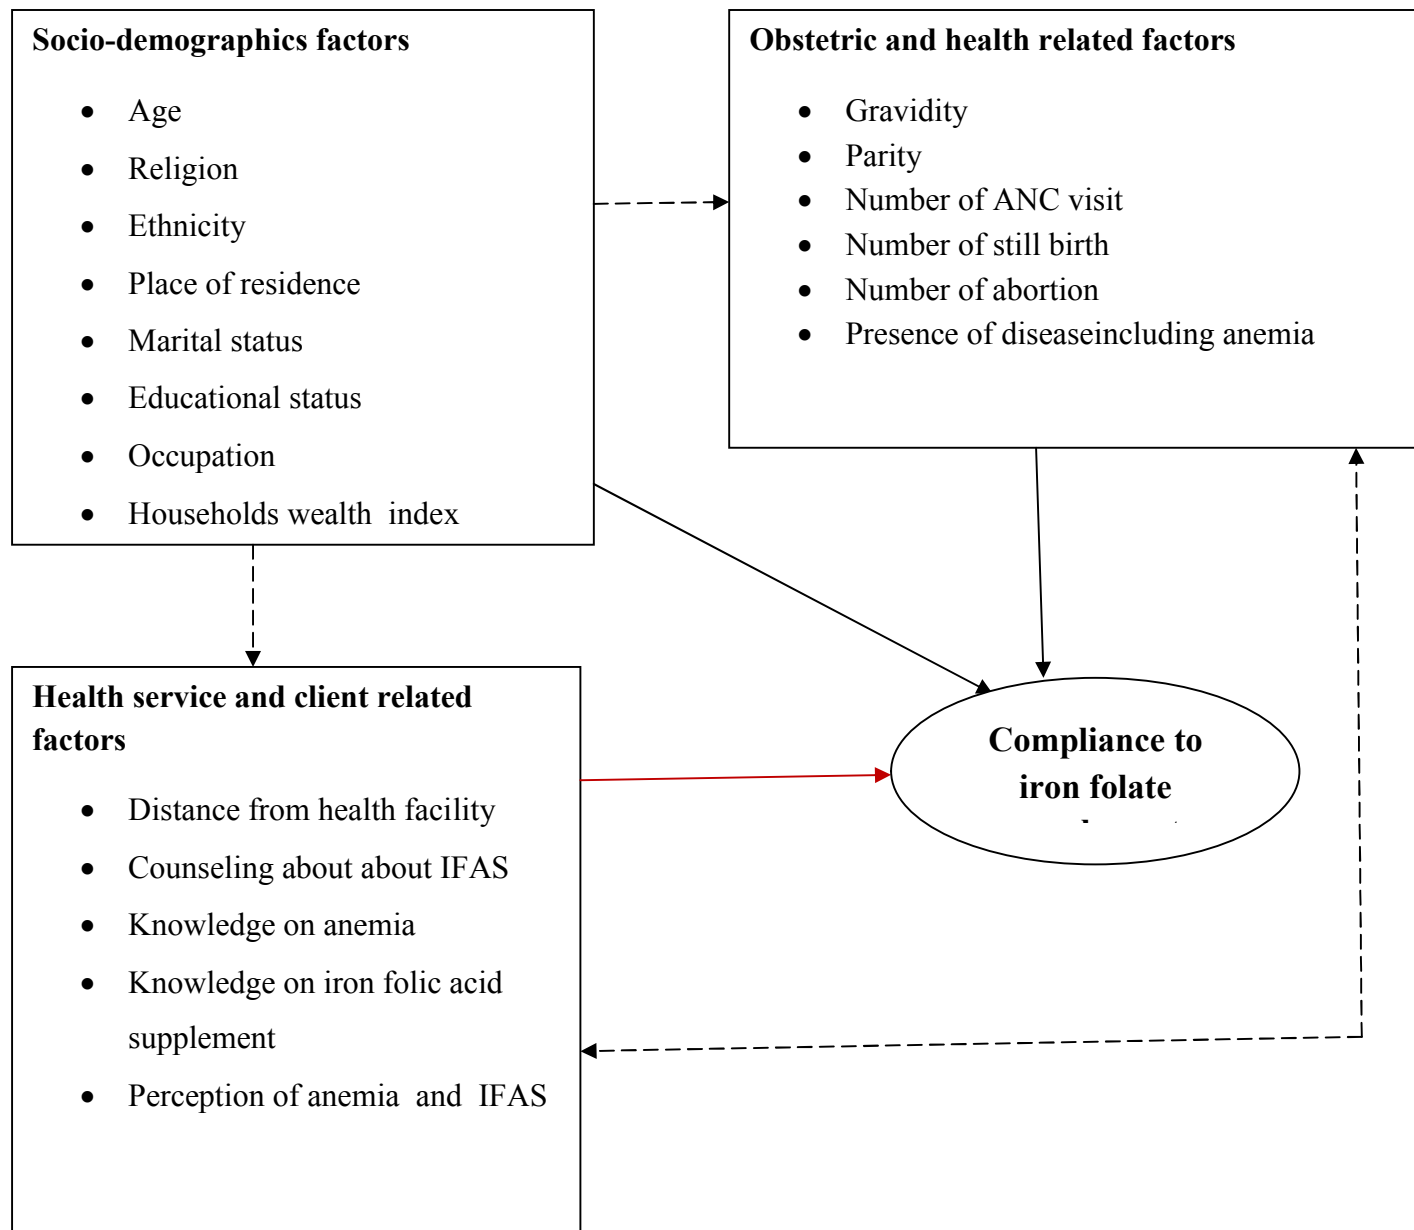 Socio-demographics factors
• Age
• Religion
• Ethnicity
• Place of residence
• Marital status
• Educational status
• Occupation
• Households wealth  index
Obstetric and health related factors
• Gravidity
• Parity
• Number of ANC visit
• Number of still birth
• Number of abortion
• Presence of diseaseincluding anemia
Health service and client related
factors
• Distance from health facility
• Counseling about about IFAS
• Knowledge on anemia
• Knowledge on iron folic acid
supplement
• Perception of anemia  and  IFAS
Compliance to
iron folate